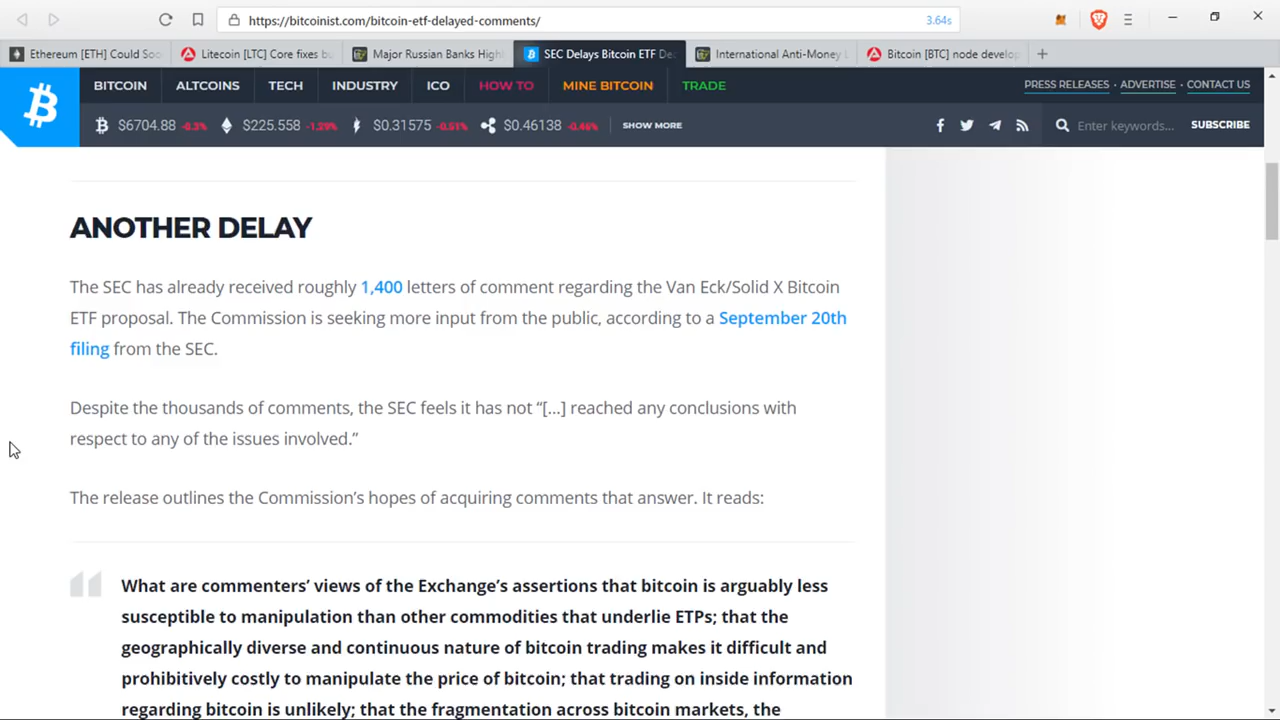 https://bitcoinist.com/bitcoin-etf-delayed-comments/
3.64s
Ethereum [ETH] Could Soo
Litecoin [LTC] Core fixes bu
Major Russian Banks High
SEC Delays Bitcoin ETF De
International Anti-Money L
Bitcoin [BTC] node develop
BITCOIN ALTCOINS TECH INDUSTRY ICO HOW TO MINE BITCOIN TRADE
PRESS RELEASES · ADVERTISE · CONTACT US
$6704.88 -0.3% $225.558 -1.29% $0.31575 -0.51% $0.46138 -0.46% SHOW MORE
Enter keywords... SUBSCRIBE
ANOTHER DELAY
The SEC has already received roughly 1,400 letters of comment regarding the Van Eck/Solid X Bitcoin
ETF proposal. The Commission is seeking more input from the public, according to a September 20th
filing from the SEC.
Despite the thousands of comments, the SEC feels it has not “[…] reached any conclusions with
respect to any of the issues involved.”
The release outlines the Commission’s hopes of acquiring comments that answer. It reads:
What are commenters’ views of the Exchange’s assertions that bitcoin is arguably less
susceptible to manipulation than other commodities that underlie ETPs; that the
geographically diverse and continuous nature of bitcoin trading makes it difficult and
prohibitively costly to manipulate the price of bitcoin; that trading on inside information
regarding bitcoin is unlikely; that the fragmentation across bitcoin markets, the